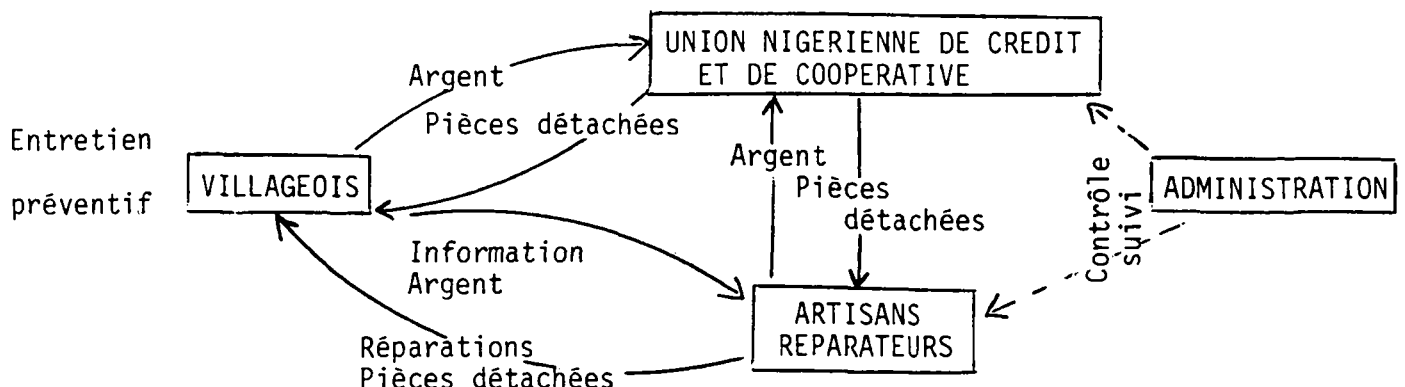 UNION NIGERIENNE DE CREDIT
ET DE COOPERATIVE
Argent
Pièces détachées
Entretien
préventif
VILLAGEOIS
Argent
Pièces
détachées
ADMINISTRATION
Contrôle
suivi
Information
Argent
ARTISANS
REPARATEURS
Réparations
Pièces détachées